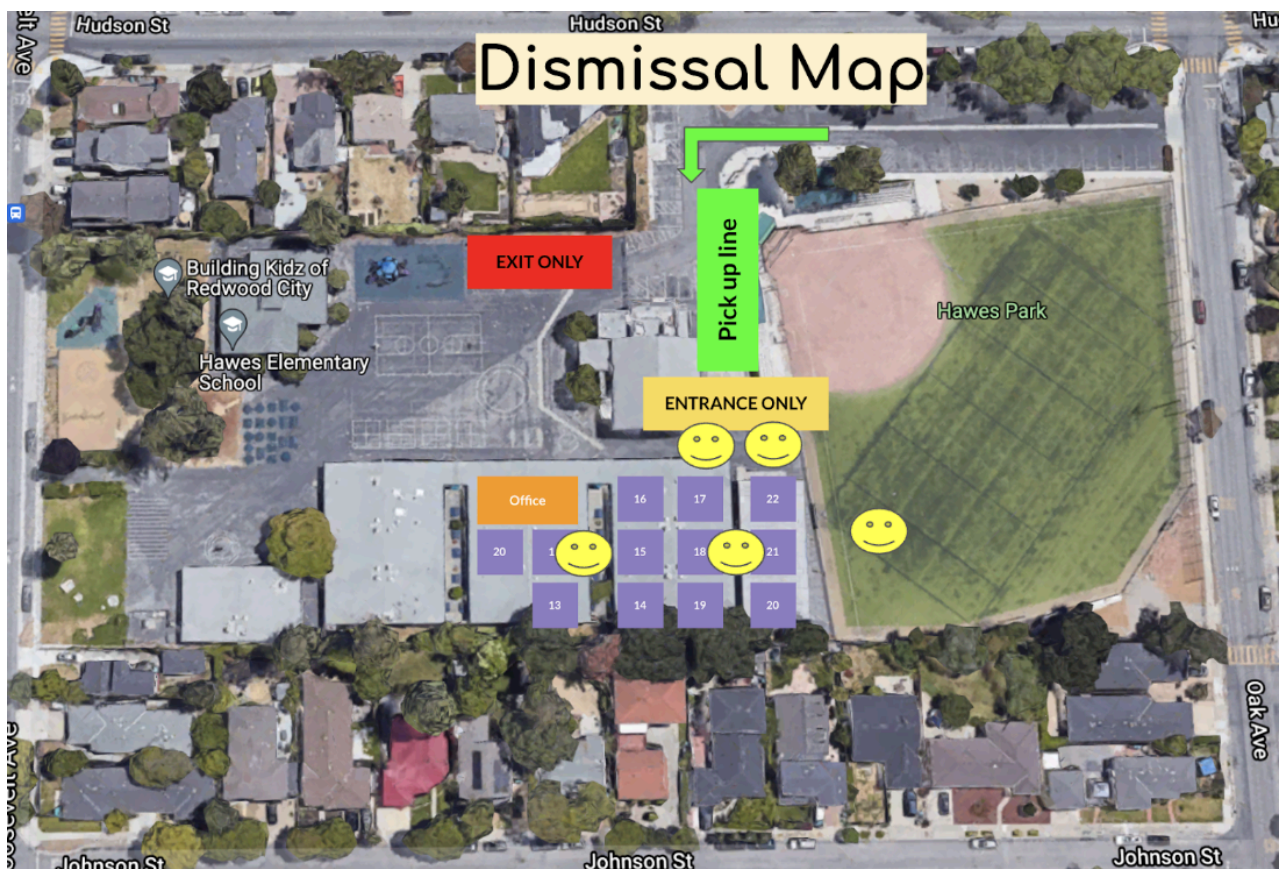 Hudson St
Hudson St
Dismissal Map
EXIT ONLY
Pick up line
Building Kidz of
Redwood City
Hawes Park
Hawes Elementary
School
ENTRANCE ONLY
Office
16
17
22
20
15
18
21
13
14
19
20
Oak Ave
Johnson St
Johnson St
Johnson St